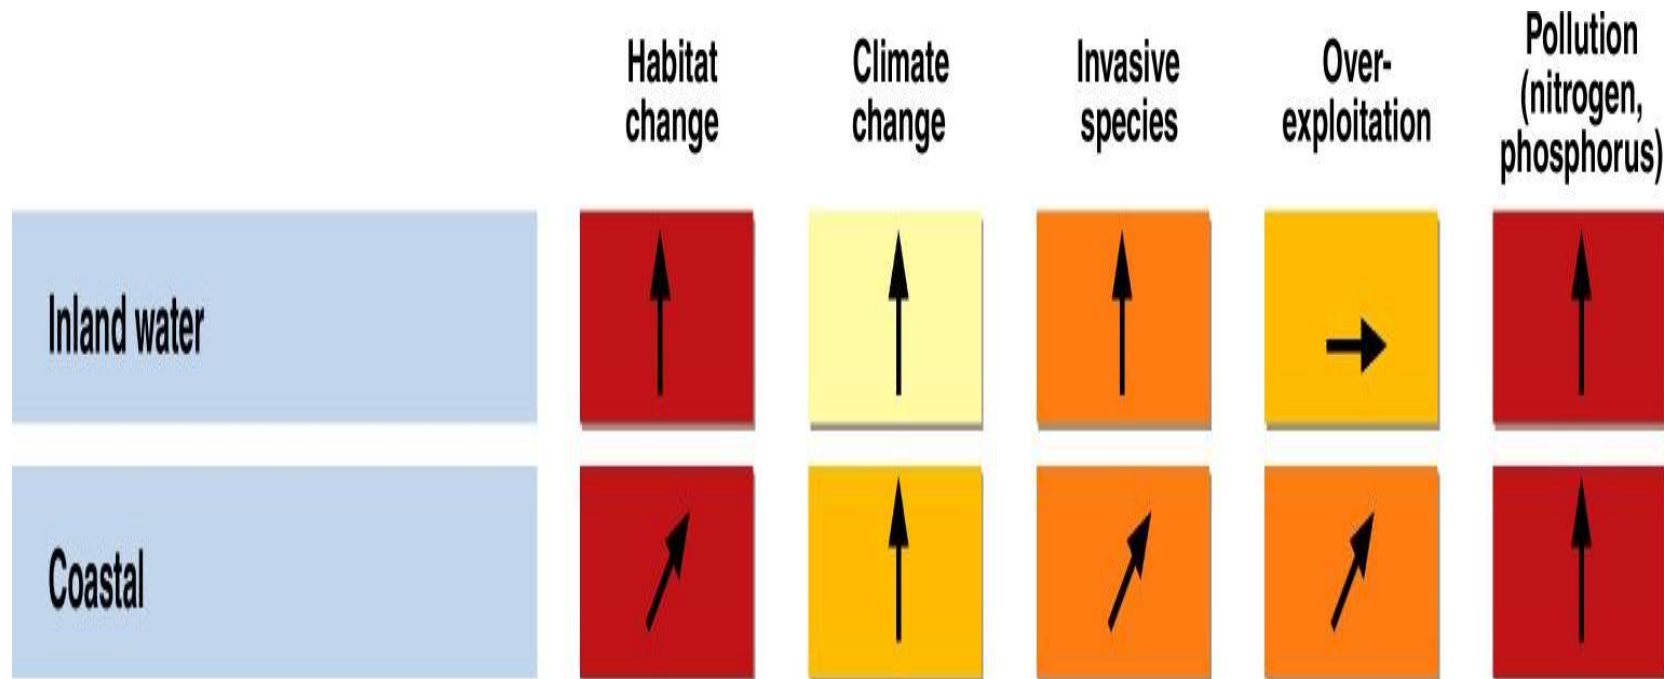 Habitat
change
Climate
change
Invasive
species
Over-
exploitation
Pollution
(nitrogen,
phosphorus)
Inland water
Coastal